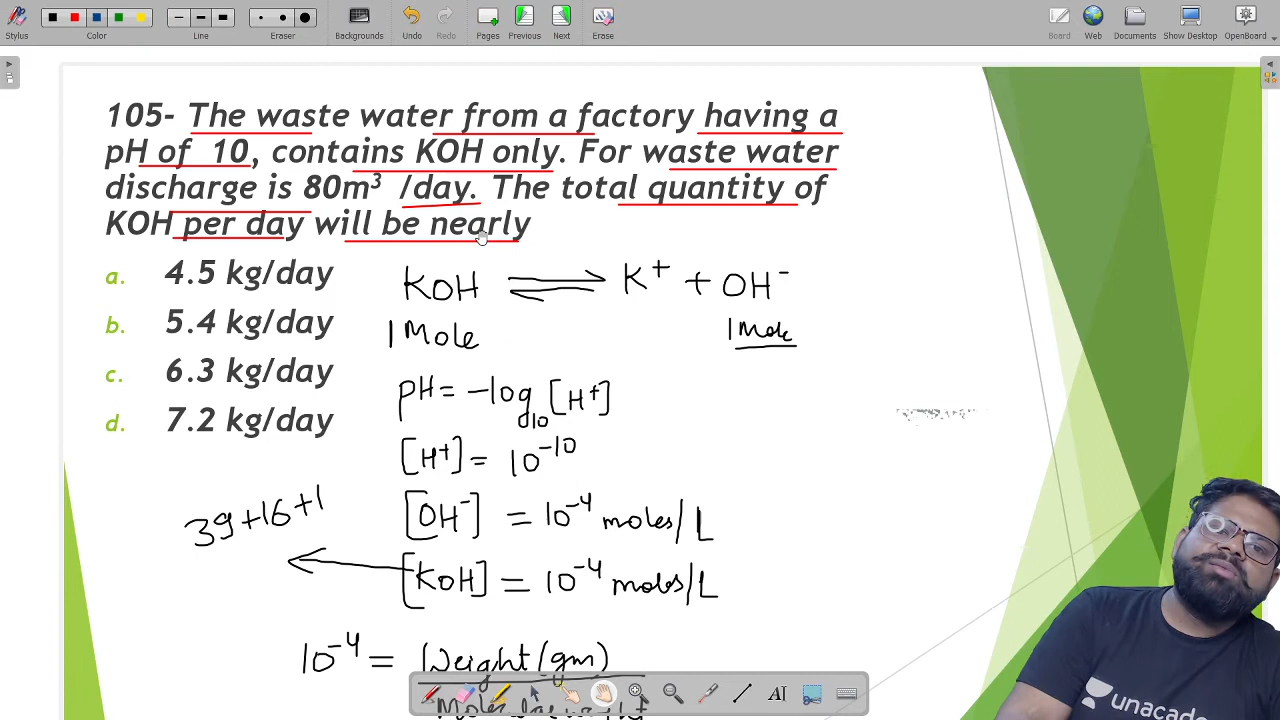 Stylus Color Line Eraser Backgrounds Undo Redo Pages Previous Next Erase Board Web Documents Show Desktop OpenBoard
105- The waste water from a factory having a
pH of 10, contains KOH only. For waste water
discharge is 80m³ /day. The total quantity of
KOH per day will be nearly
a. 4.5 kg/day
b. 5.4 kg/day
c. 6.3 kg/day
d. 7.2 kg/day
KOH ⇌ K⁺ + OH⁻
1 Mole 1 Mole
pH = -log₁₀ [H⁺]
[H⁺] = 10⁻¹⁰
39+16+1
[OH⁻] = 10⁻⁴ moles/L
[KOH] = 10⁻⁴ moles/L
10⁻⁴ = Weight (gm)
unacade